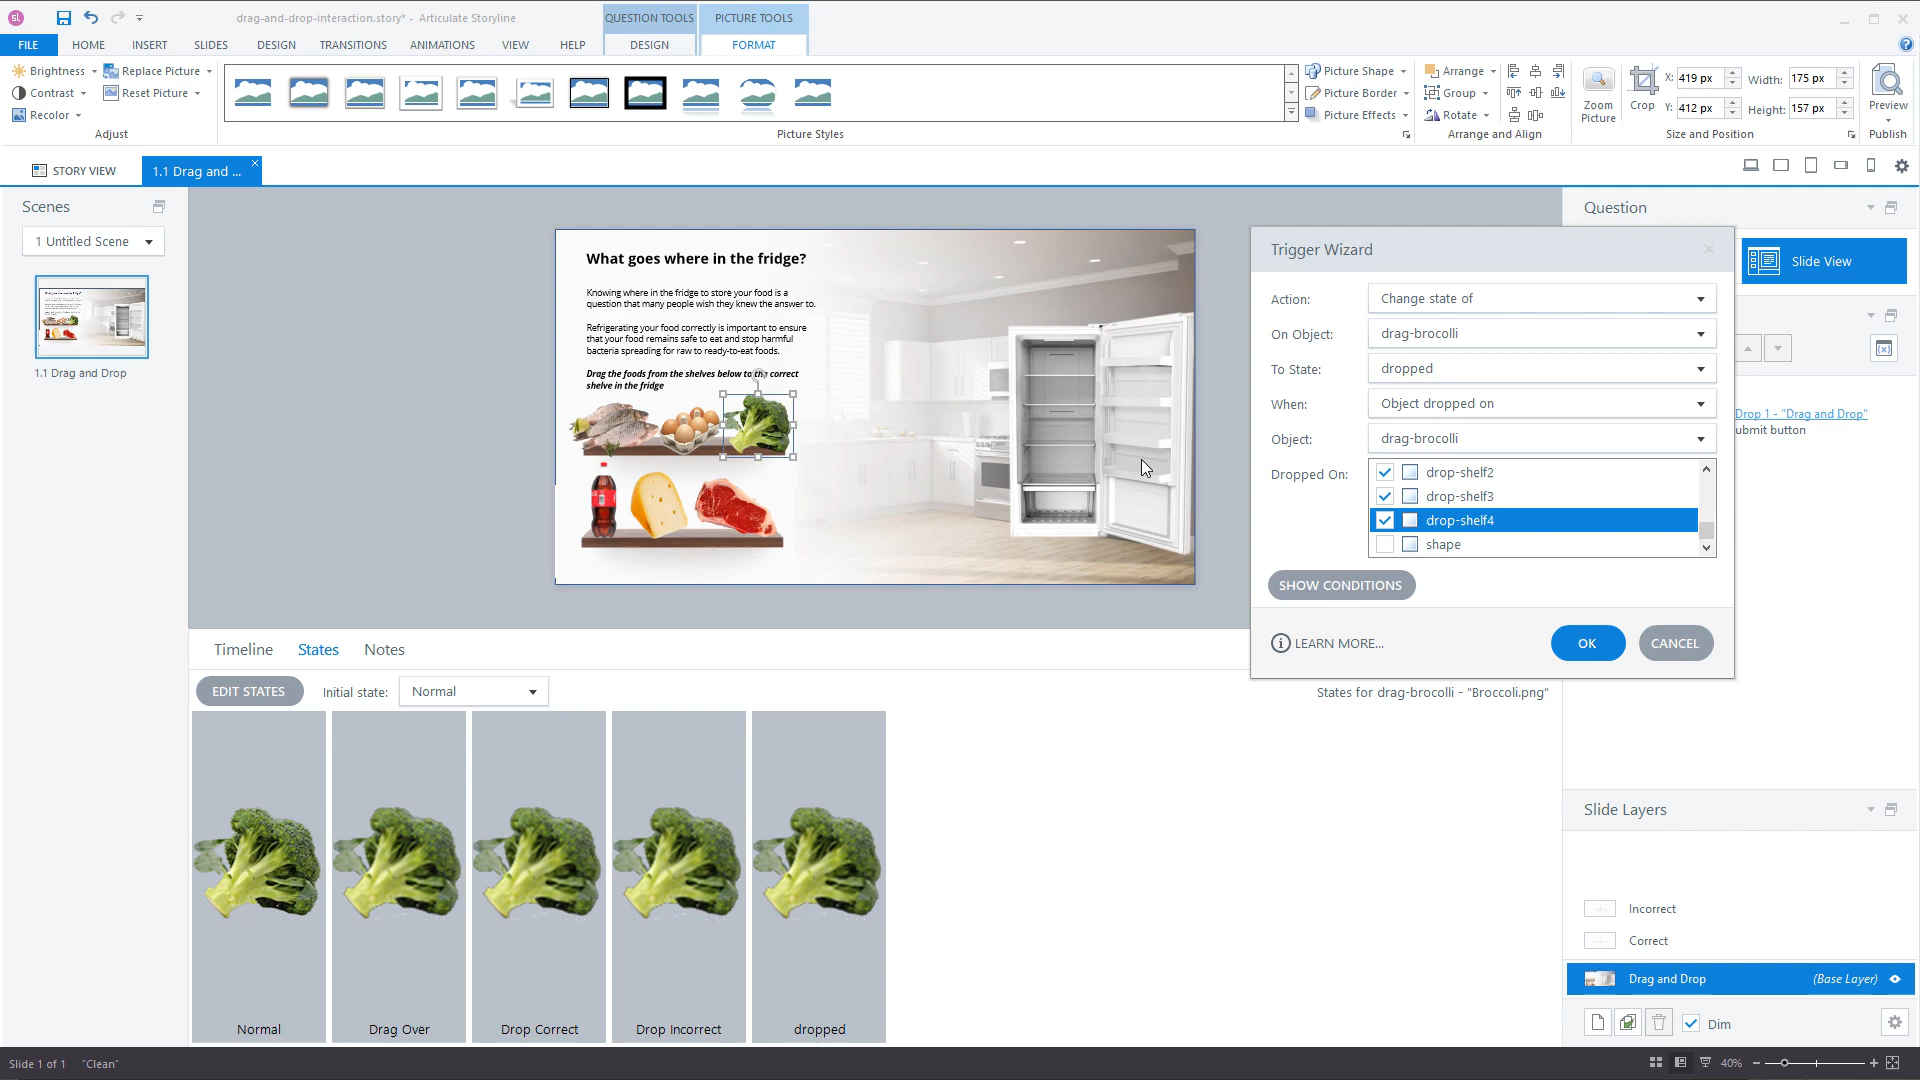 drag-and-drop-interaction.story* - Articulate Storyline
QUESTION TOOLS
PICTURE TOOLS
FILE
HOME
INSERT
SLIDES
DESIGN
TRANSITIONS
ANIMATIONS
VIEW
HELP
DESIGN
FORMAT
Brightness
Replace Picture
Contrast
Reset Picture
Recolor
Adjust
Picture Styles
Picture Shape
Picture Border
Picture Effects
Arrange
Group
Rotate
Arrange and Align
Zoom
Picture
Crop
X: 419 px
Y: 412 px
Width: 175 px
Height: 157 px
Size and Position
Preview
Publish
STORY VIEW
1.1 Drag and ...
Scenes
1 Untitled Scene
1.1 Drag and Drop
What goes where in the fridge?
Knowing where in the fridge to store your food is a
question that many people wish they knew the answer to.
Refrigerating your food correctly is important to ensure
that your food remains safe to eat and stop harmful
bacteria spreading for raw to ready-to-eat foods.
Drag the foods from the shelves below to the correct
shelve in the fridge
Trigger Wizard
Action: Change state of
On Object: drag-brocolli
To State: dropped
When: Object dropped on
Object: drag-brocolli
Dropped On: drop-shelf2
drop-shelf3
drop-shelf4
shape
SHOW CONDITIONS
LEARN MORE...
OK
CANCEL
Question
Slide View
Drop 1 - "Drag and Drop"
ubmit button
Timeline
States
Notes
EDIT STATES
Initial state: Normal
States for drag-brocolli - "Broccoli.png"
Normal
Drag Over
Drop Correct
Drop Incorrect
dropped
Slide Layers
Incorrect
Correct
Drag and Drop (Base Layer)
Dim
Slide 1 of 1 "Clean"
40%